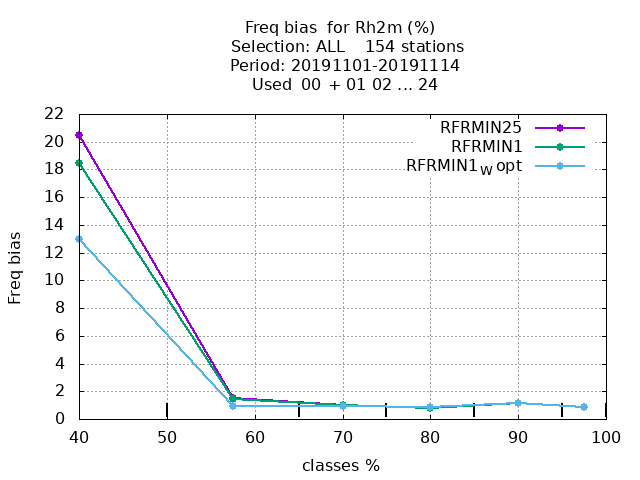 Freq bias  for Rh2m (%)
Selection: ALL    154 stations
Period: 20191101-20191114
Used  00 + 01 02 ... 24
22
20
18
16
14
12
10
8
6
4
2
0
Freq bias
RFRMIN25
RFRMIN1
RFRMIN1W opt
40 50 60 70 80 90 100
classes %